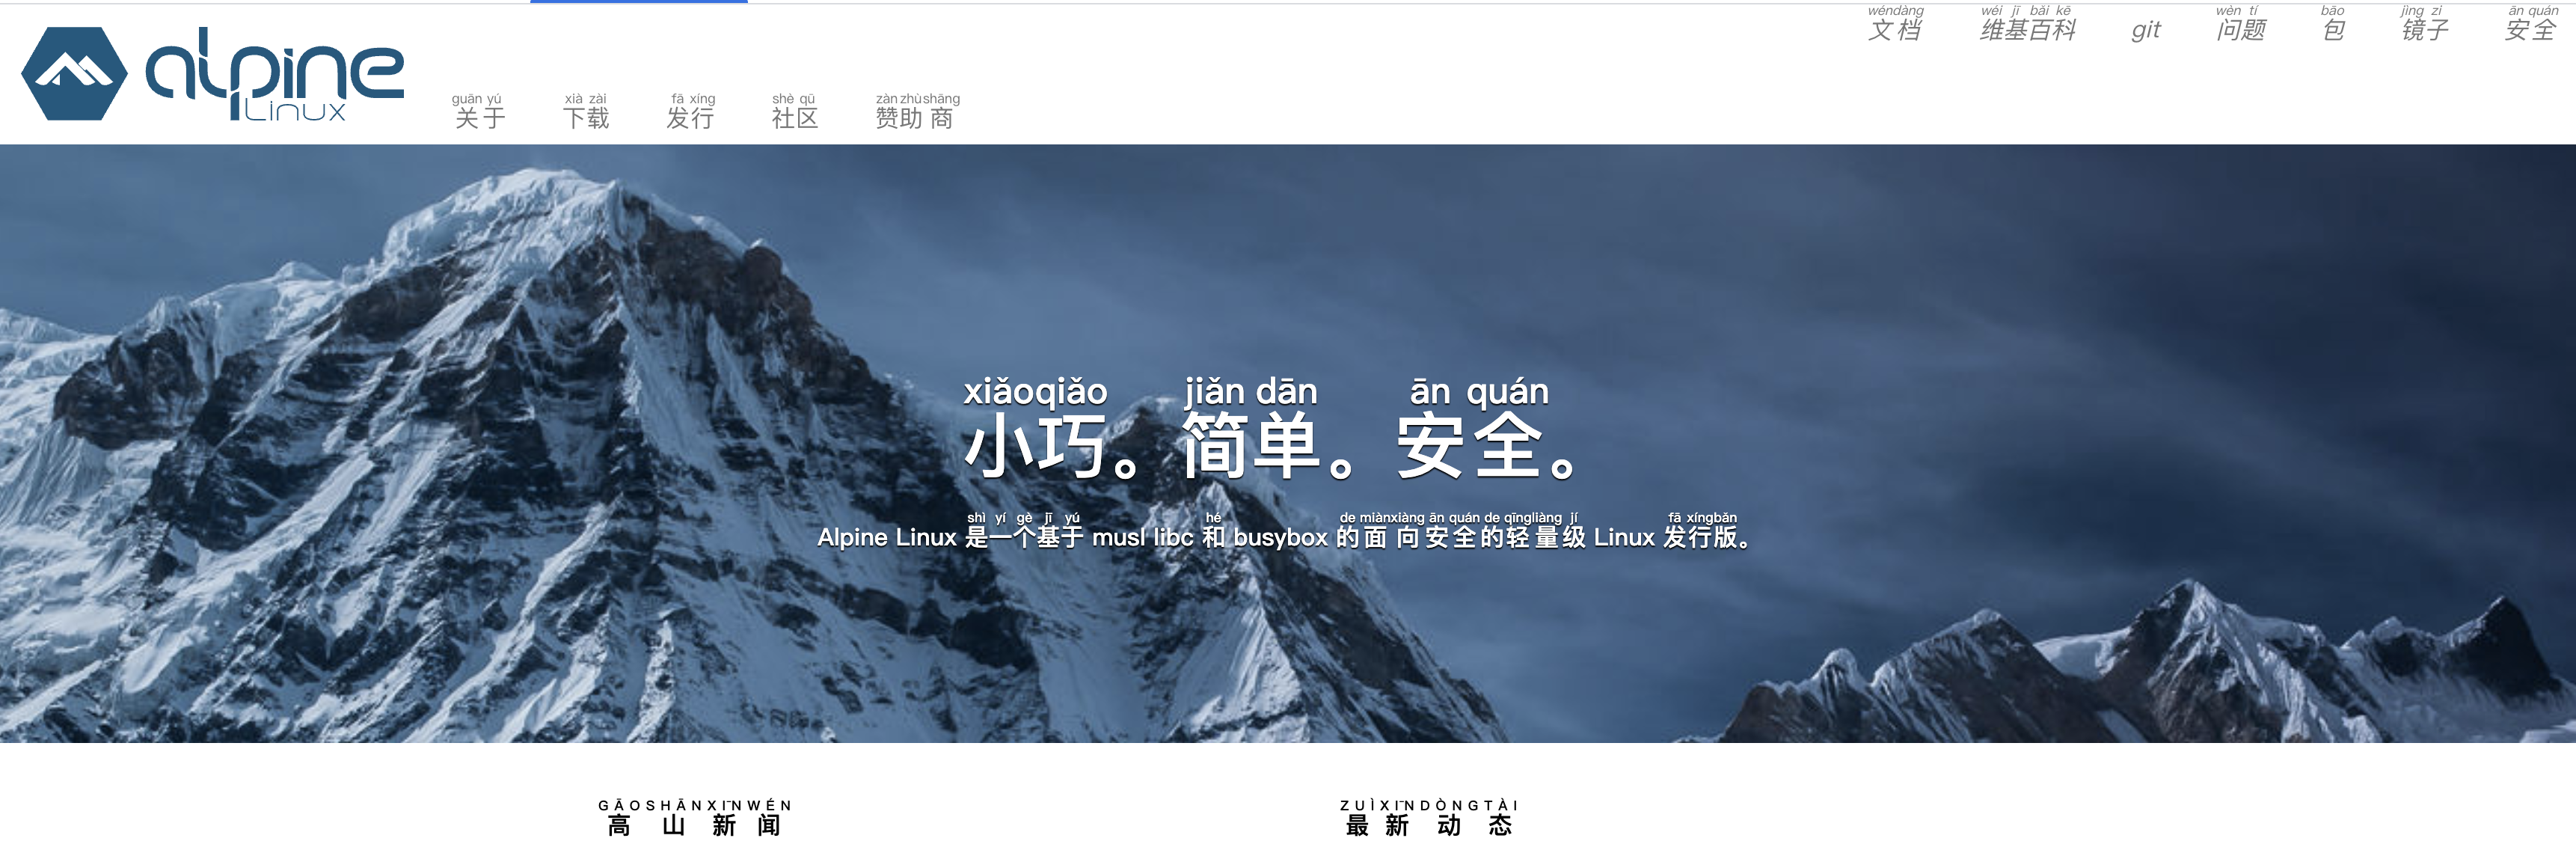 wéndàng wéi jī bǎi kē wèn tí bāo jìng zi ān quán
文档 维基百科 git 问题 包 镜子 安全
alpine
Linux
guān yú xià zài fā xíng shè qū zàn zhù shāng
关于 下载 发行 社区 赞助商
xiǎoqiǎo jiǎn dān ān quán
小巧。简单。安全。
shì yí gè jī yú hé de miànxiàng ān quán de qīngliàng jí fā xíngbǎn
Alpine Linux 是一个基于 musl libc 和 busybox 的面向安全的轻量级 Linux 发行版。
GĀOSHĀNXĪNWÉN ZUÌXĪNDÒNGTÀI
高山新闻 最新动态